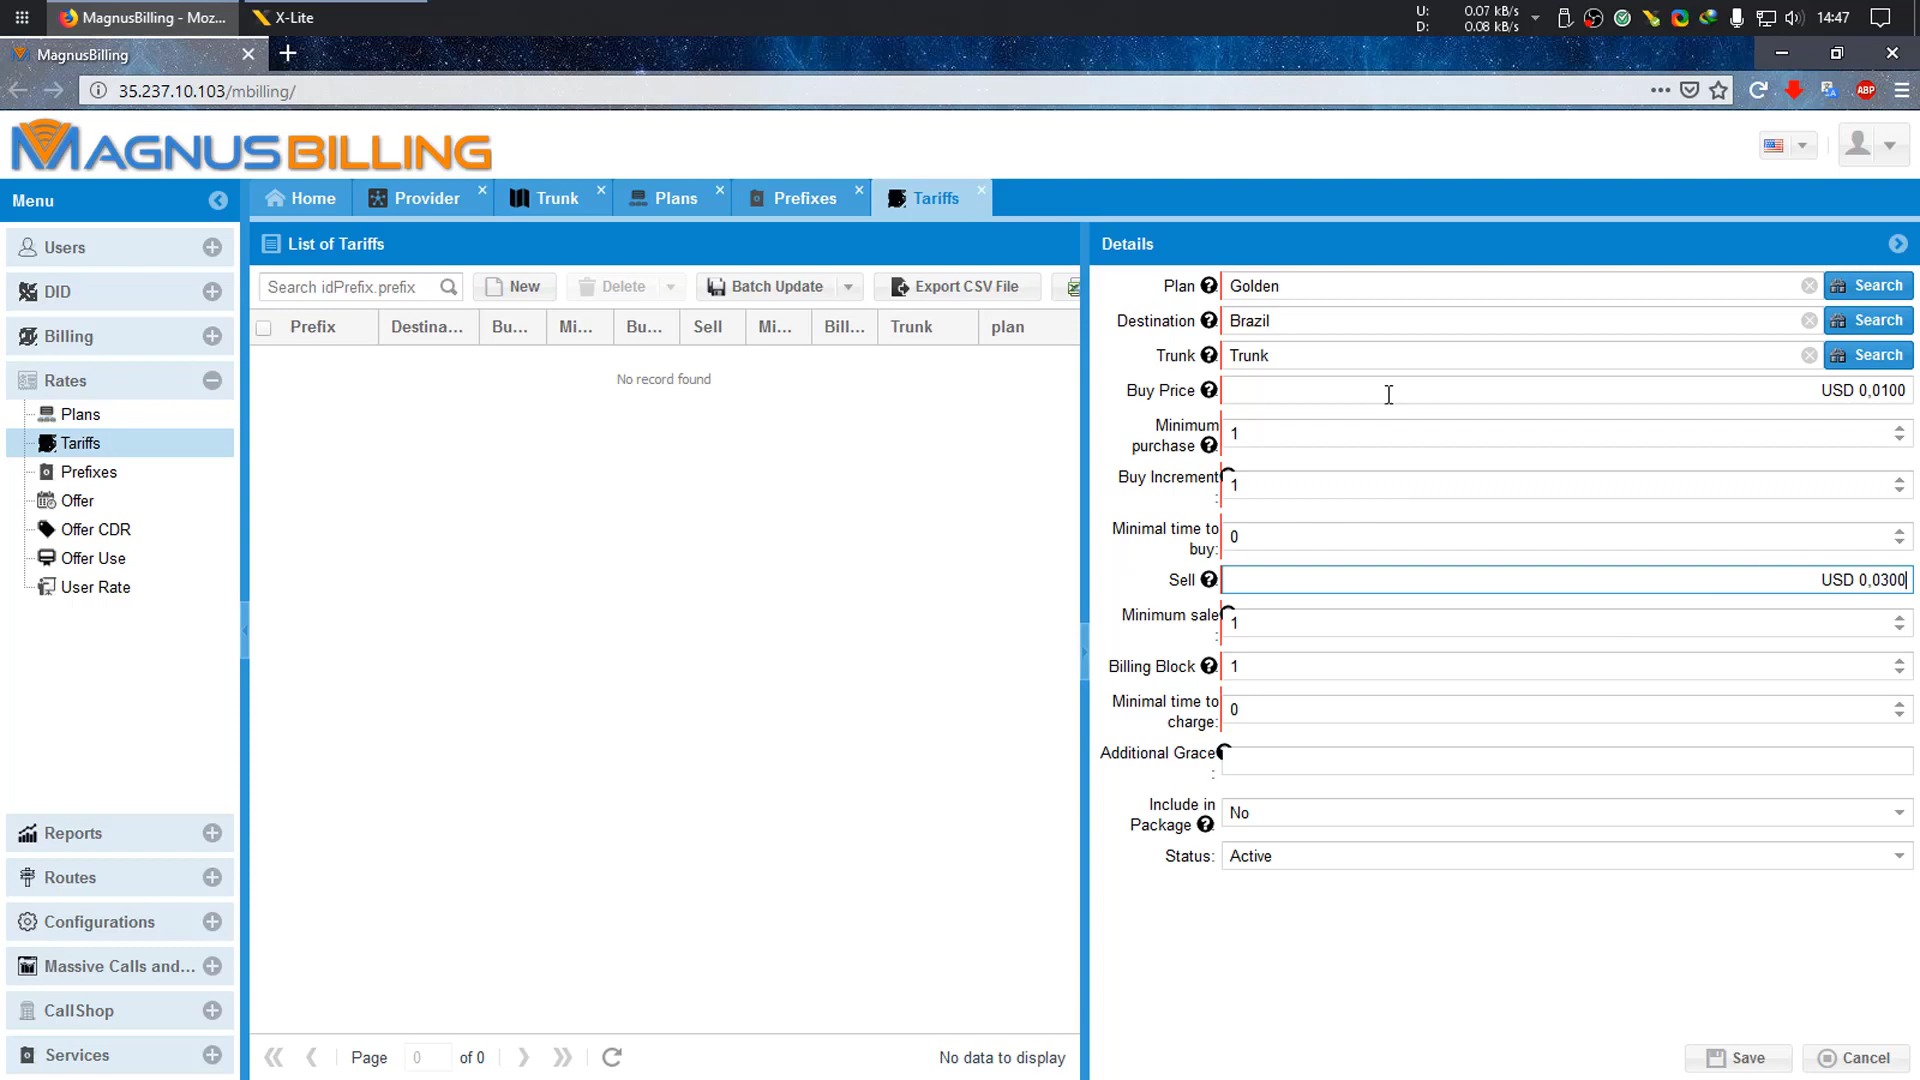 MagnusBilling - Moz...
X-Lite
U: 0.07 kB/s
D: 0.08 kB/s
14:47
MagnusBilling
35.237.10.103/mbilling/
ABP
MAGNUSBILLING
Menu
Home
Provider
Trunk
Plans
Prefixes
Tariffs
Users
DID
Billing
Rates
Plans
Tariffs
Prefixes
Offer
Offer CDR
Offer Use
User Rate
Reports
Routes
Configurations
Massive Calls and...
CallShop
Services
List of Tariffs
Search idPrefix.prefix
New
Delete
Batch Update
Export CSV File
Prefix
Destina...
Bu...
Mi...
Bu...
Sell
Mi...
Bill...
Trunk
plan
No record found
Page 0 of 0
No data to display
Details
Plan Golden Search
Destination Brazil Search
Trunk Trunk Search
Buy Price USD 0,0100
Minimum
purchase 1
Buy Increment
: 1
Minimal time to
buy: 0
Sell USD 0,0300
Minimum sale
: 1
Billing Block 1
Minimal time to
charge: 0
Additional Grace
:
Include in
Package No
Status: Active
Save
Cancel